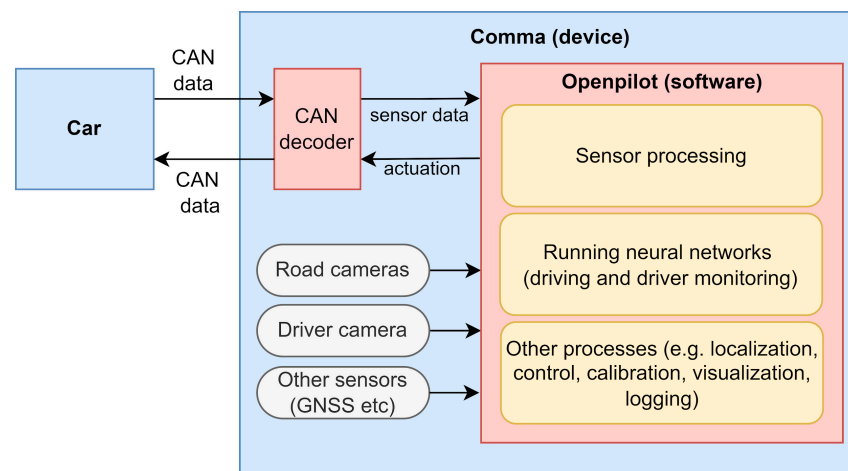 Comma (device)
CAN
data
Openpilot (software)
Car
CAN
decoder
sensor data
actuation
CAN
data
Sensor processing
Road cameras
Running neural networks
(driving and driver monitoring)
Driver camera
Other sensors
(GNSS etc)
Other processes (e.g. localization,
control, calibration, visualization,
logging)